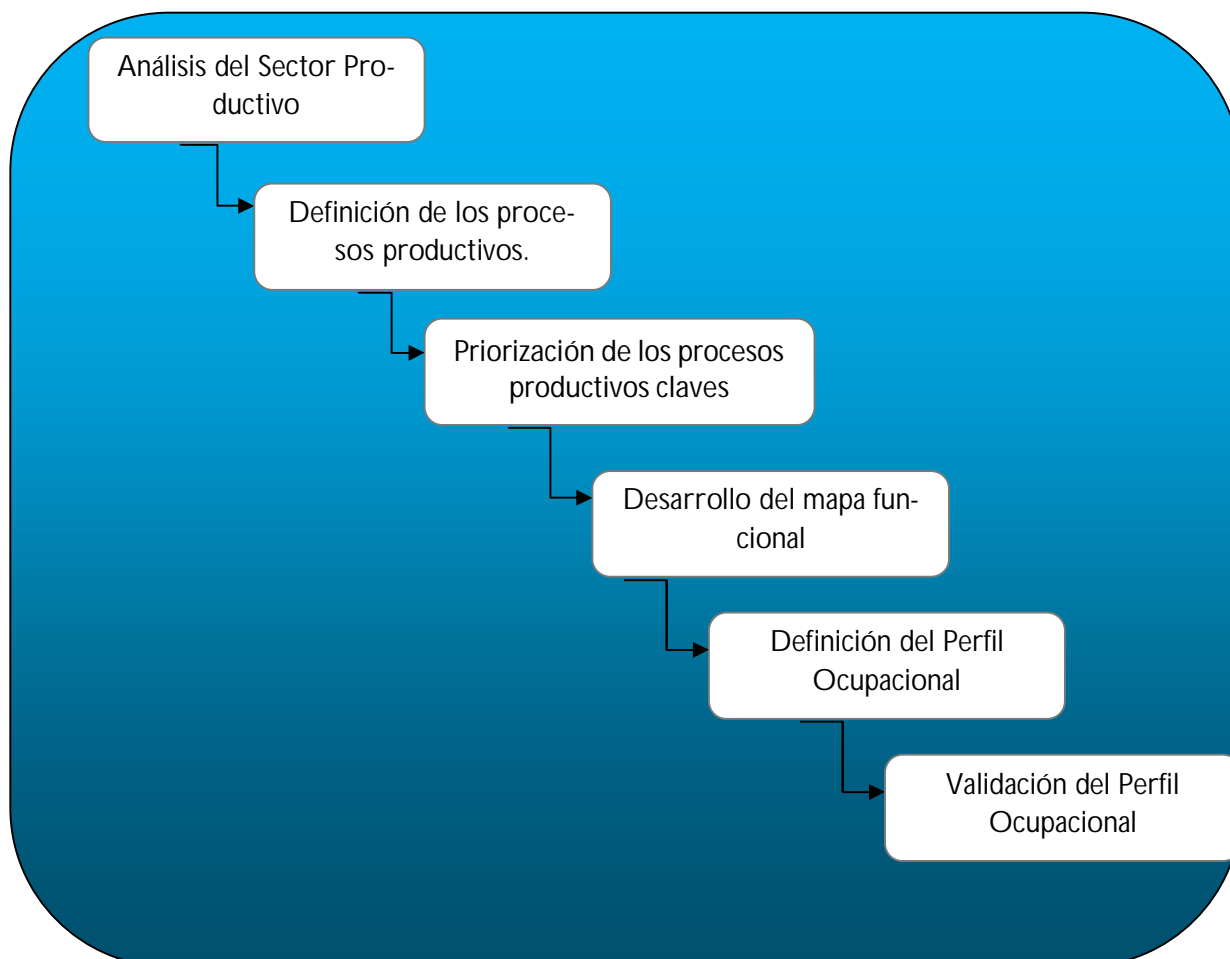 Análisis del Sector Pro-
ductivo
Definición de los proce-
sos productivos.
Priorización de los procesos
productivos claves
Desarrollo del mapa fun-
cional
Definición del Perfil
Ocupacional
Validación del Perfil
Ocupacional